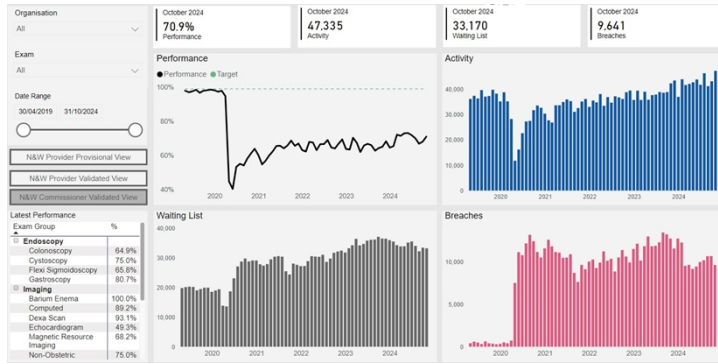 Organisation
All
Exam
All
Date Range
30/04/2019 31/10/2024
N&W Provider Provisional View
N&W Provider Validated View
N&W Commissioner Validated View
Latest Performance
Exam Group %
Endoscopy
Colonoscopy 64.9%
Cystoscopy 75.0%
Flexi Sigmoidoscopy 65.8%
Gastroscopy 80.7%
Imaging
Barium Enema 100.0%
Computed 89.2%
Dexa Scan 93.1%
Echocardiogram 49.3%
Magnetic Resonance 68.2%
Imaging
Non-Obstetric 75.0%
October 2024
70.9%
Performance
October 2024
47,335
Activity
October 2024
33,170
Waiting List
October 2024
9,641
Breaches
Performance
Performance Target
100%
80%
60%
40%
2020 2021 2022 2023 2024
Activity
40,000
30,000
20,000
10,000
0
2020 2021 2022 2023 2024
Waiting List
40,000
30,000
20,000
10,000
0
2020 2021 2022 2023 2024
Breaches
10,000
5,000
0
2020 2021 2022 2023 2024